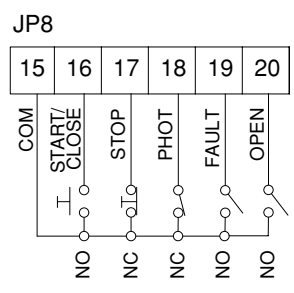 JP8
15 16 17 18 19 20
COM
START/
CLOSE
STOP
PHOT
FAULT
OPEN
NO NC NC NO NO